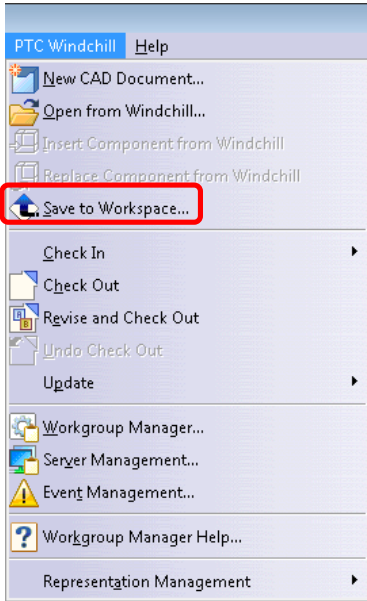 PTC Windchill Help
New CAD Document...
Open from Windchill...
Insert Component from Windchill
Replace Component from Windchill
Save to Workspace...
Check In
Check Out
Revise and Check Out
Undo Check Out
Update
Workgroup Manager...
Server Management...
Event Management...
Workgroup Manager Help...
Representation Management